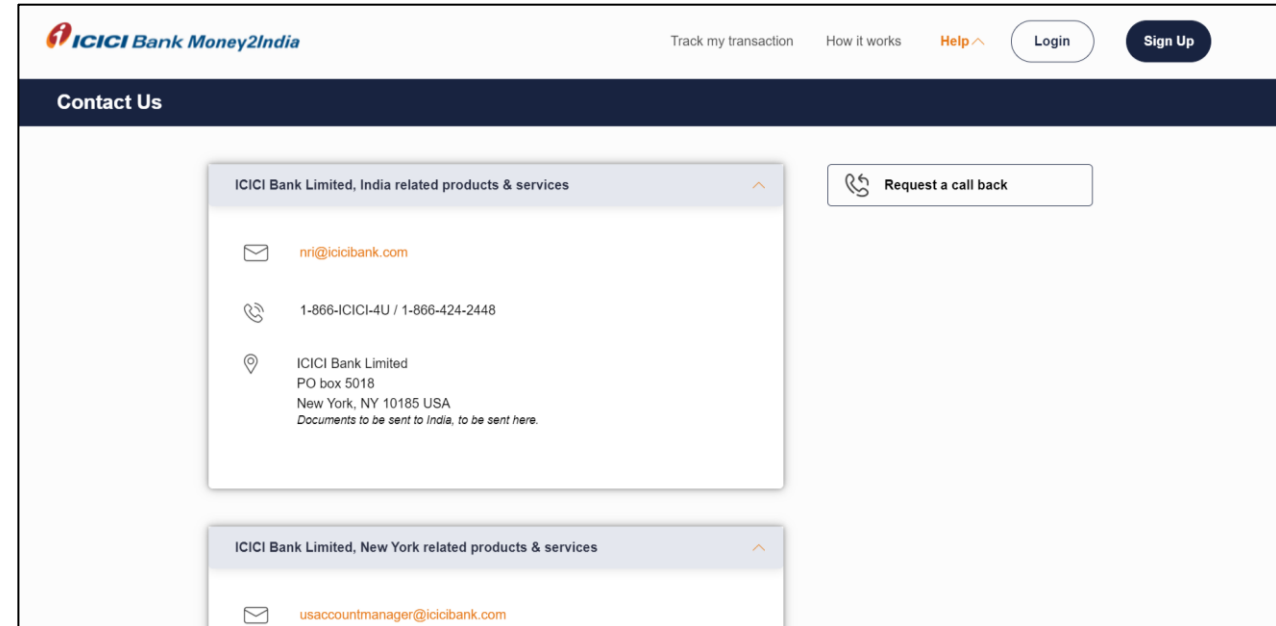 ICICI Bank Money2India
Track my transaction
How it works
Help
Login
Sign Up
Contact Us
ICICI Bank Limited, India related products & services
Request a call back
nri@icicibank.com
1-866-ICICI-4U / 1-866-424-2448
ICICI Bank Limited
PO box 5018
New York, NY 10185 USA
Documents to be sent to India, to be sent here.
ICICI Bank Limited, New York related products & services
usaccountmanager@icicibank.com